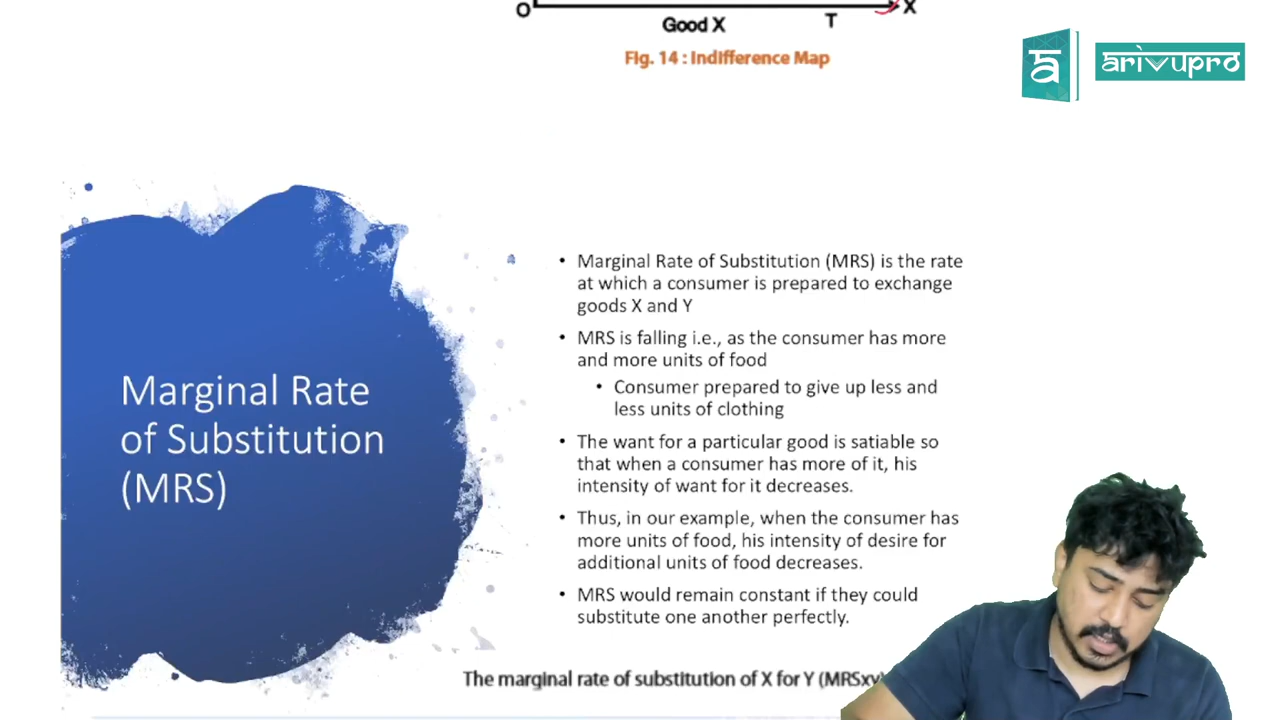 O
X
Good X
T
Fig. 14 : Indifference Map
arivupro
Marginal Rate
of Substitution
(MRS)
• Marginal Rate of Substitution (MRS) is the rate
at which a consumer is prepared to exchange
goods X and Y
• MRS is falling i.e., as the consumer has more
and more units of food
• Consumer prepared to give up less and
less units of clothing
• The want for a particular good is satiable so
that when a consumer has more of it, his
intensity of want for it decreases.
• Thus, in our example, when the consumer has
more units of food, his intensity of desire for
additional units of food decreases.
• MRS would remain constant if they could
substitute one another perfectly.
The marginal rate of substitution of X for Y (MRSxy)